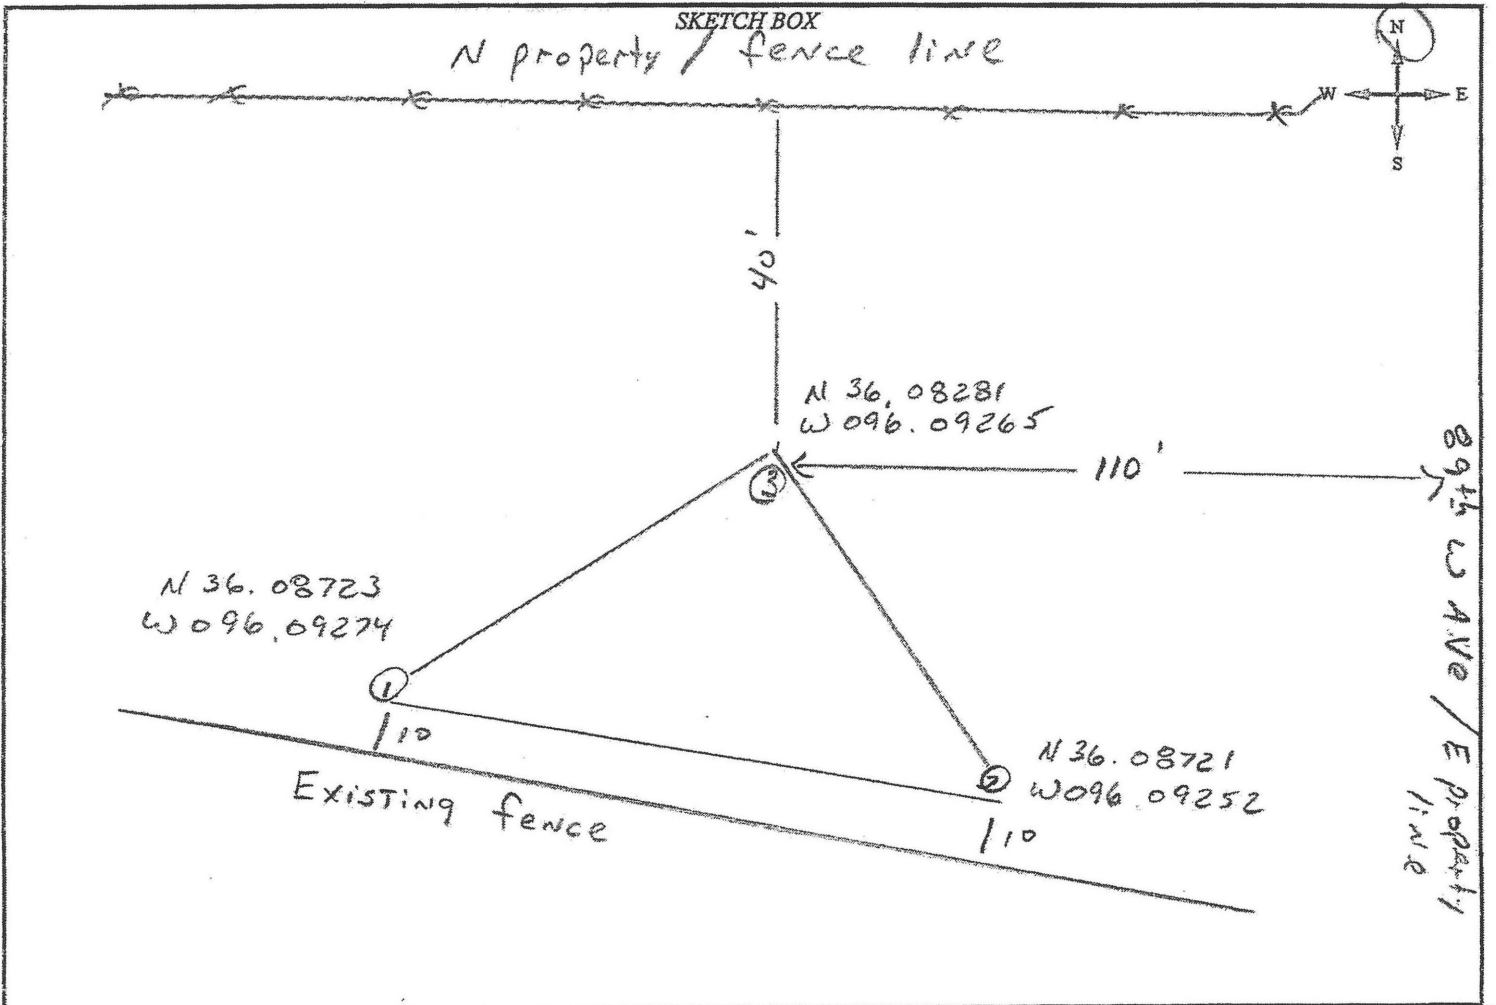 SKETCH BOX
N property / fence line
N
W E
S
40'
N 36.08281
W 096.09265
110'
3
89th W AVe / E property
line
N 36.08723
W 096.09274
1
10
Existing fence
N 36.08721
W096.09252
2
10